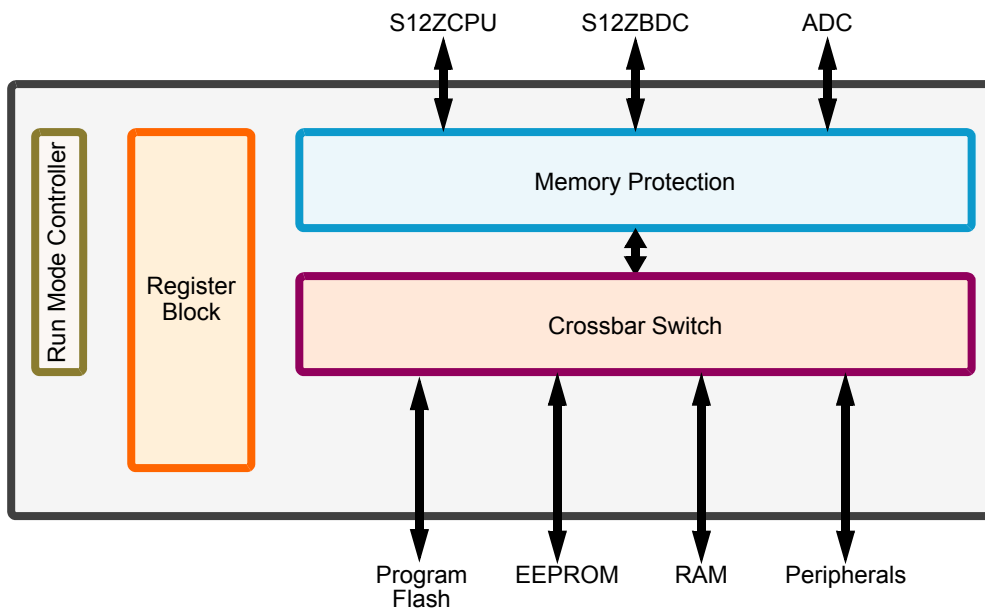 S12ZCPU
S12ZBDC
ADC
Run Mode Controller
Register
Block
Memory Protection
Crossbar Switch
Program
Flash
EEPROM
RAM
Peripherals